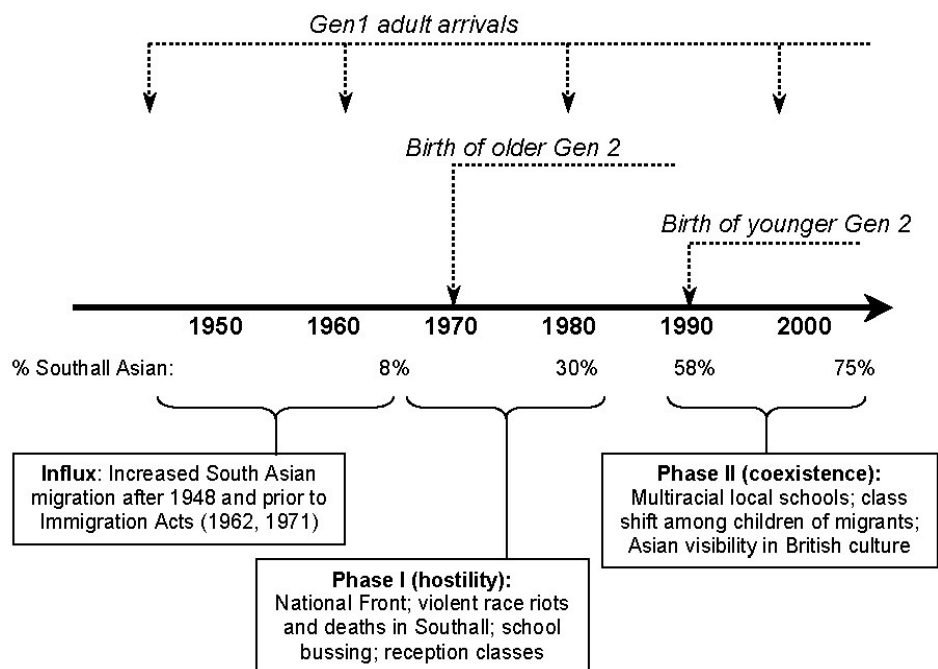 Gen1 adult arrivals
Birth of older Gen 2
Birth of younger Gen 2
1950 1960 1970 1980 1990 2000
% Southall Asian: 8% 30% 58% 75%
Influx: Increased South Asian
migration after 1948 and prior to
Immigration Acts (1962, 1971)
Phase I (hostility):
National Front; violent race riots
and deaths in Southall; school
bussing; reception classes
Phase II (coexistence):
Multiracial local schools; class
shift among children of migrants;
Asian visibility in British culture